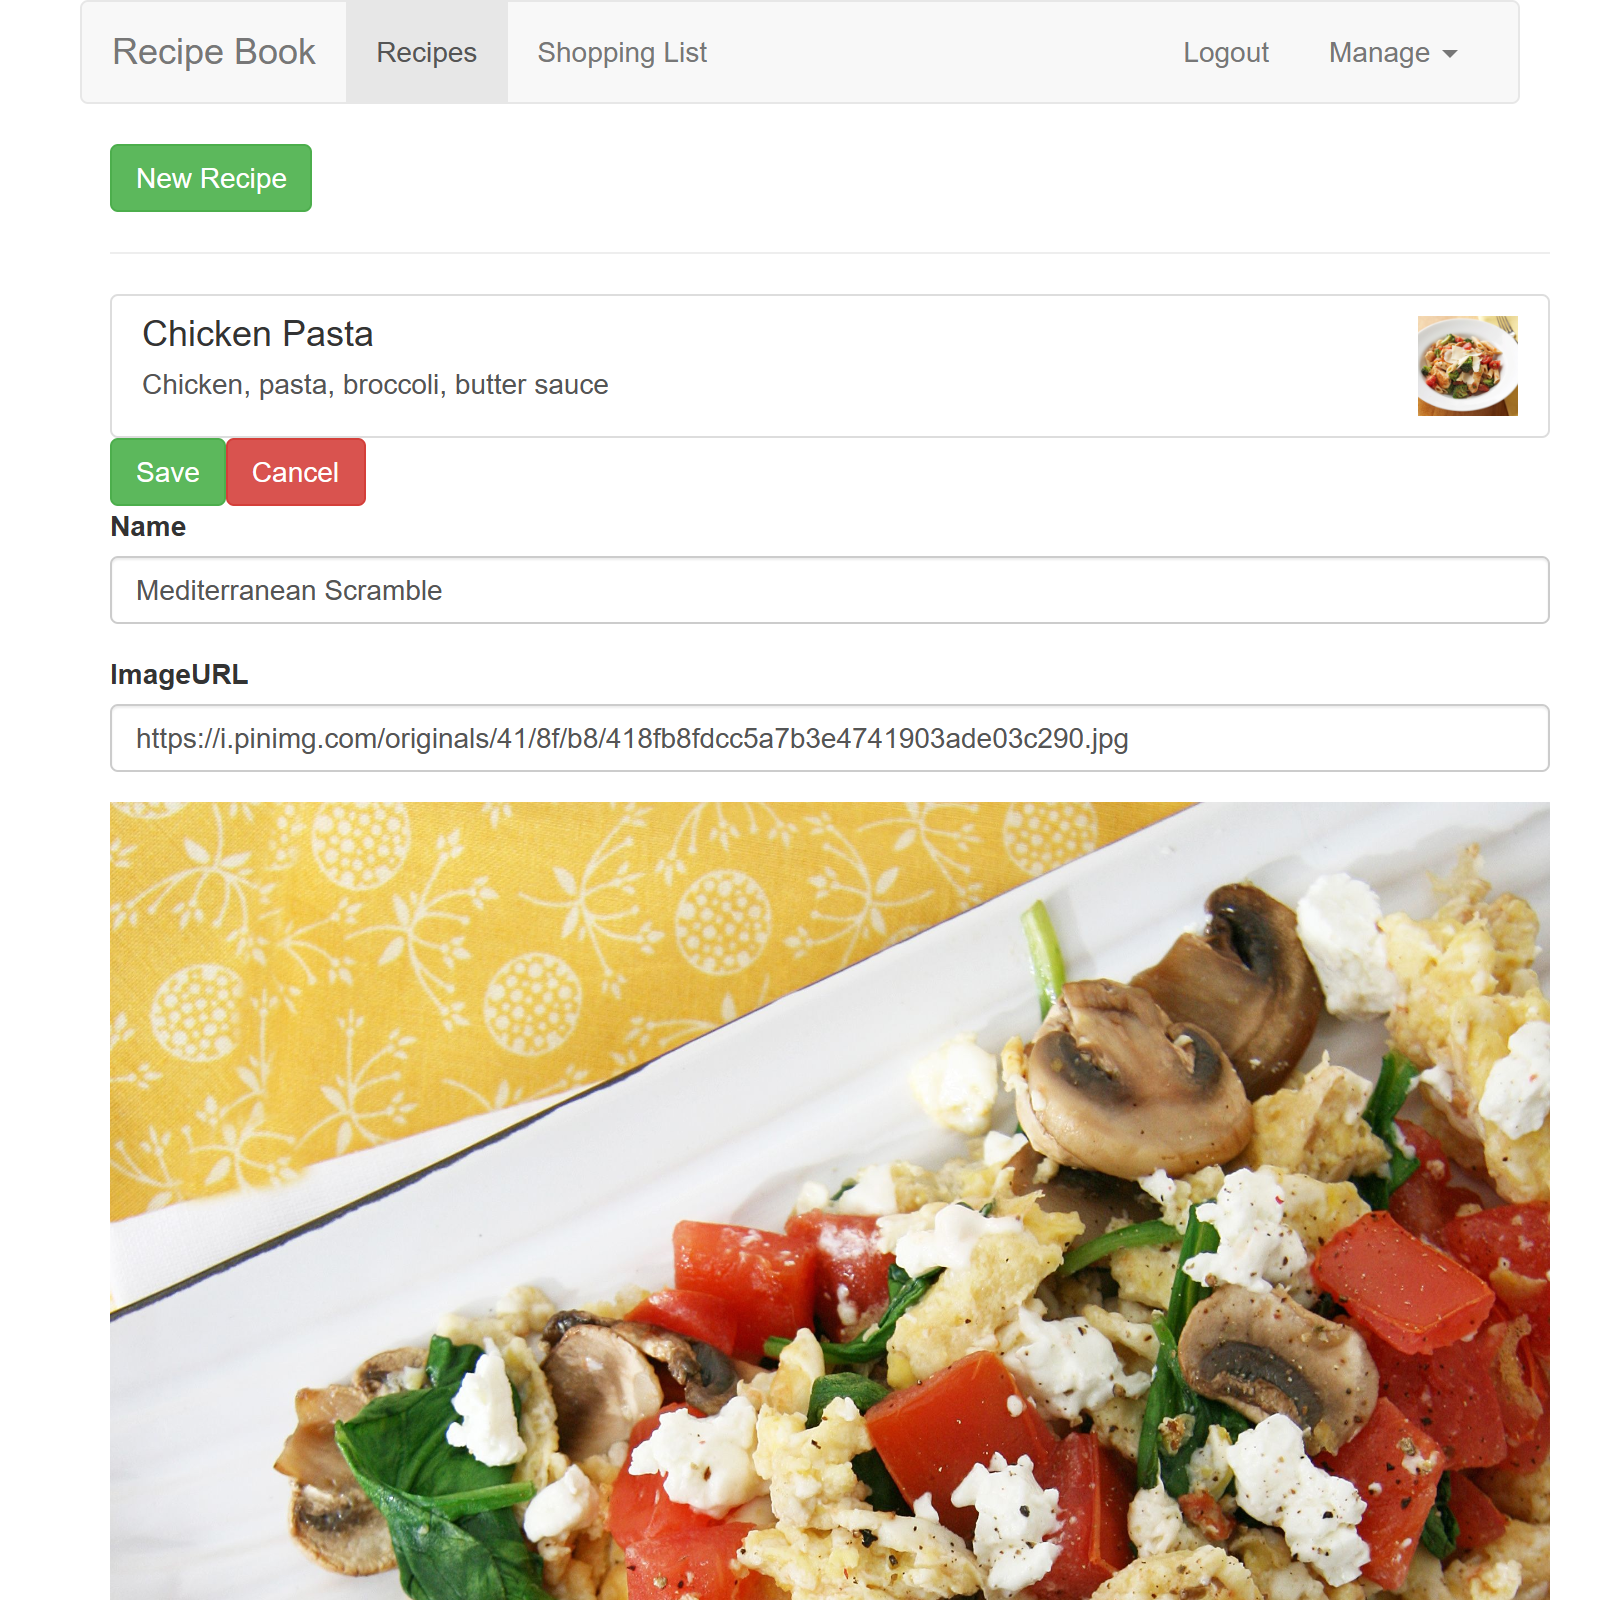 Recipe Book Recipes Shopping List Logout Manage
New Recipe
Chicken Pasta
Chicken, pasta, broccoli, butter sauce
Save Cancel
Name
Mediterranean Scramble
ImageURL
https://i.pinimg.com/originals/41/8f/b8/418fb8fdcc5a7b3e4741903ade03c290.jpg